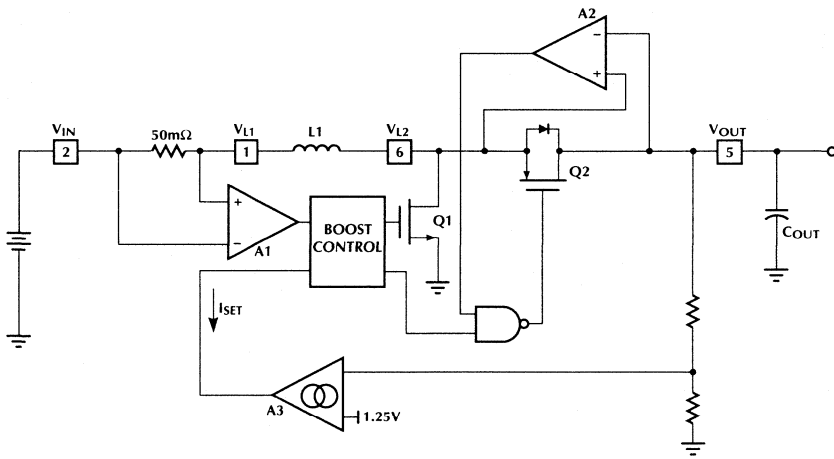 A2
−
+
VIN
2
50mΩ
VL1
1
L1
VL2
6
VOUT
5
Q2
+
−
A1
BOOST
CONTROL
Q1
COUT
ISET
A3
1.25V